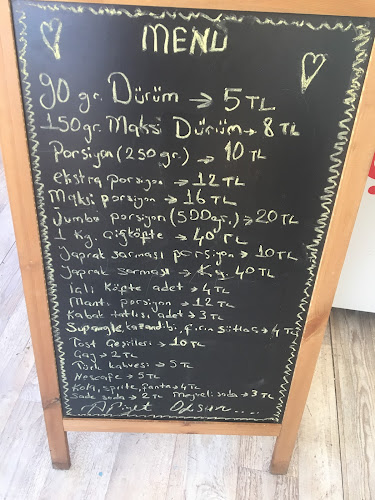 MENU
90 gr. Dürüm → 5 TL
150 gr. Maksi Dürüm → 8 TL
Porsiyon (250 gr.) → 10 TL
ekstra porsiyon → 12 TL
Maksi porsiyon → 16 TL
Jumbo porsiyon (500 gr.) → 20 TL
1 Kg. Çiğköfte → 40 TL
Yaprak sarması porsiyon → 10 TL
Yaprak sarması → Kg. 40 TL
İçli Köfte adet → 4 TL
Mantı porsiyon → 12 TL
Kabak tatlısı adet → 3 TL
Supangle, kazandibi, fırın sütlaç → 4 TL
Tost Çeşitleri → 10 TL
Çay → 2 TL
Türk kahvesi → 5 TL
Nescafe → 5 TL
Kola, sprite, fanta → 4 TL
Sade soda → 2 TL Meyveli soda → 3 TL
Afiyet Olsun....